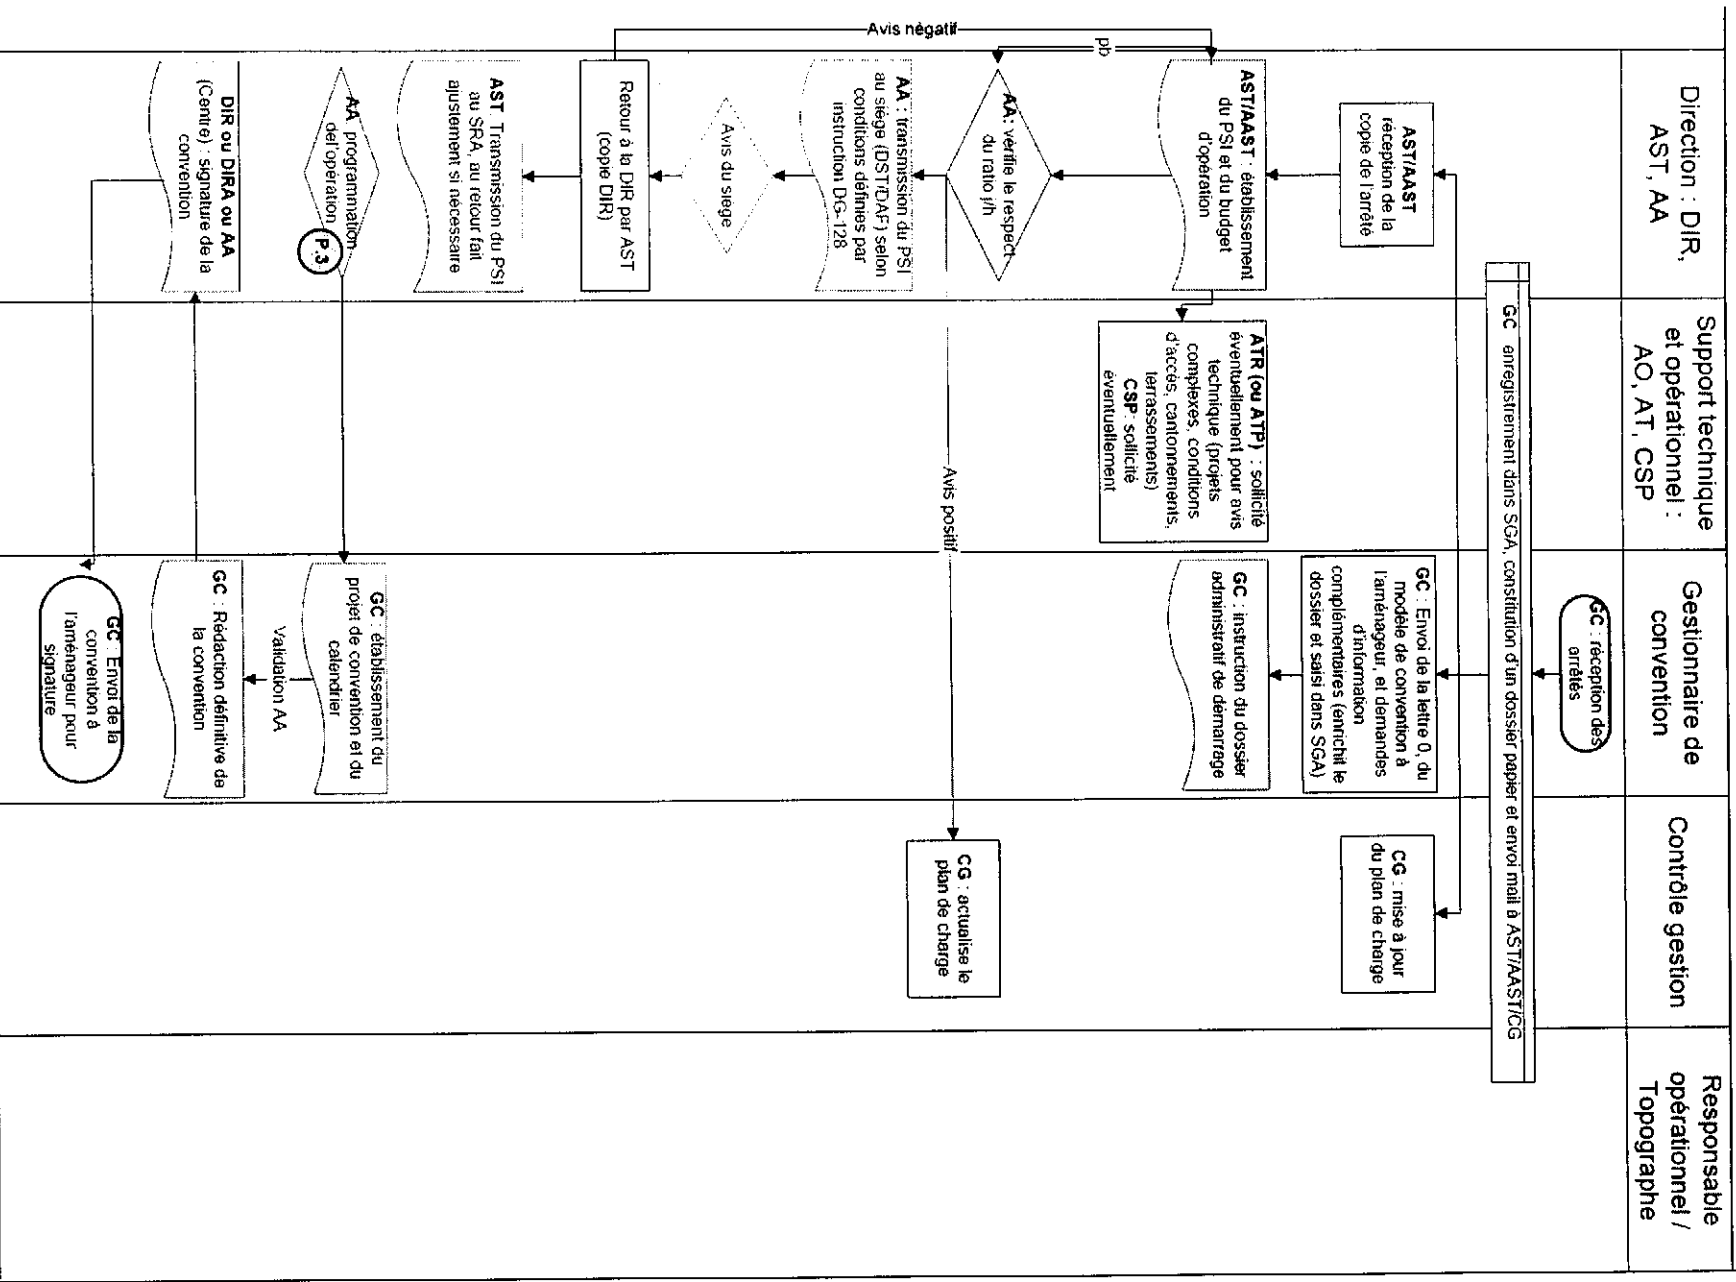 Direction : DIR,
AST, AA
Support technique
et opérationnel :
AO, AT, CSP
Gestionnaire de
convention
Contrôle gestion
Responsable
opérationnel /
Topographe
GC : réception des
arrêtés
GC enregistrement dans SGA, constitution d'un dossier papier et envoi mail à AST/AAST/CG
AST/AAST
réception de la
copie de l'arrêté
GC : Envoi de la lettre 0, du
modèle de convention à
l'aménageur, et demandes
d'information
complémentaires (enrichit le
dossier et saisi dans SGA)
CG : mise à jour
du plan de charge
AST/AAST : établissement
du PSI et du budget
d'opération
ATR (ou ATP) : sollicité
éventuellement pour avis
technique (projets
complexes, conditions
d'accès, cantonnements,
terrassements)
CSP : sollicité
éventuellement
GC : instruction du dossier
administratif de démarrage
pb
Avis négatif
AA : vérifie le respect
du ratio j/h
Avis positif
CG : actualise le
plan de charge
AA : transmission du PSI
au siège (DST/DAF) selon
conditions définies par
instruction DG-128
Avis du siège
Retour à la DIR par AST
(copie DIR)
AST Transmission du PSI
au SRA, au retour fait
ajustement si nécessaire
AA programmation
del'opération
P.3
GC : établissement du
projet de convention et du
calendrier
Validation AA
GC : Rédaction définitive de
la convention
DIR ou DIRA ou AA
(Centre) : signature de la
convention
GC : Envoi de la
convention à
l'aménageur pour
signature